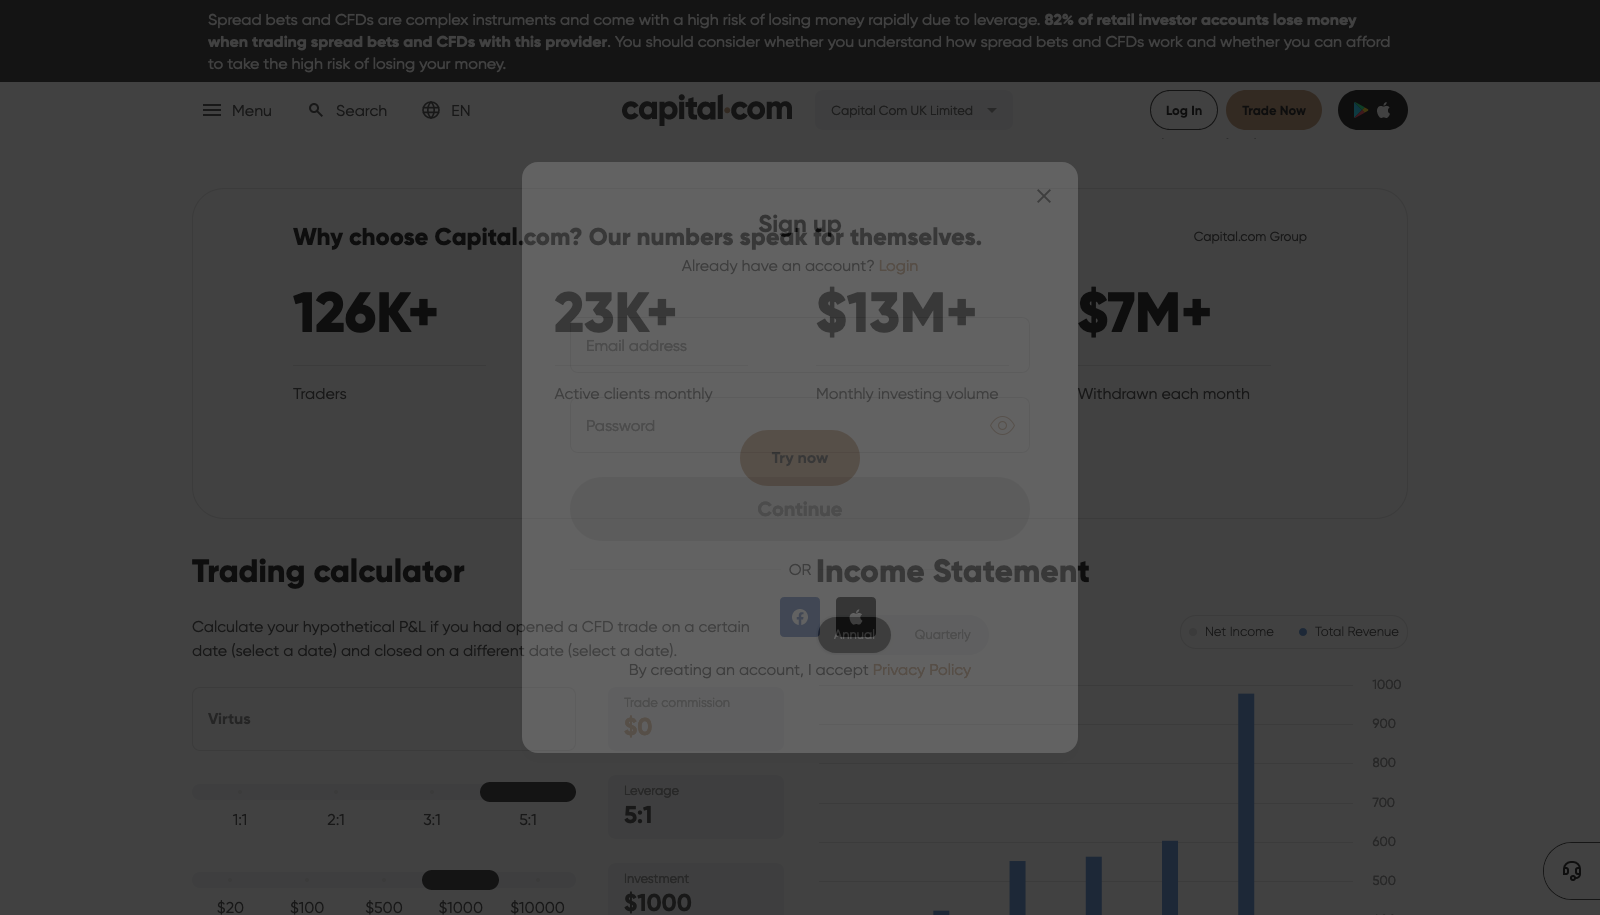 Spread bets and CFDs are complex instruments and come with a high risk of losing money rapidly due to leverage. 82% of retail investor accounts lose money
when trading spread bets and CFDs with this provider. You should consider whether you understand how spread bets and CFDs work and whether you can afford
to take the high risk of losing your money.
Menu
Search
EN
capital.com
Capital Com UK Limited
Log In
Trade Now
Sign up
Why choose Capital.com? Our numbers speak for themselves.
Capital.com Group
Already have an account? Login
126K+
23K+
$13M+
$7M+
Email address
Traders
Active clients monthly
Monthly investing volume
Withdrawn each month
Password
Try now
Continue
Trading calculator
OR
Income Statement
Calculate your hypothetical P&L if you had opened a CFD trade on a certain
date (select a date) and closed on a different date (select a date).
Annual
Quarterly
Net Income
Total Revenue
By creating an account, I accept Privacy Policy
Virtus
Trade commission
$0
1000
900
800
700
600
500
Leverage
5:1
1:1
2:1
3:1
5:1
Investment
$1000
$20
$100
$500
$1000
$10000